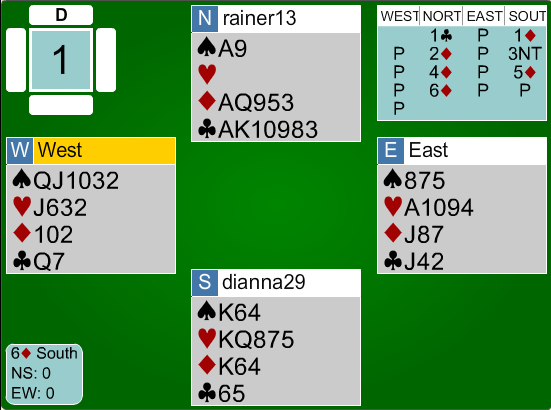 D
1
N rainer13
♠A9
♥
♦AQ953
♣AK10983
WEST NORT EAST SOUT
1♣ P 1♦
P 2♦ P 3NT
P 4♦ P 5♦
P 6♦ P P
P
W West
♠QJ1032
♥J632
♦102
♣Q7
E East
♠875
♥A1094
♦J87
♣J42
S dianna29
♠K64
♥KQ875
♦K64
♣65
6♦ South
NS: 0
EW: 0